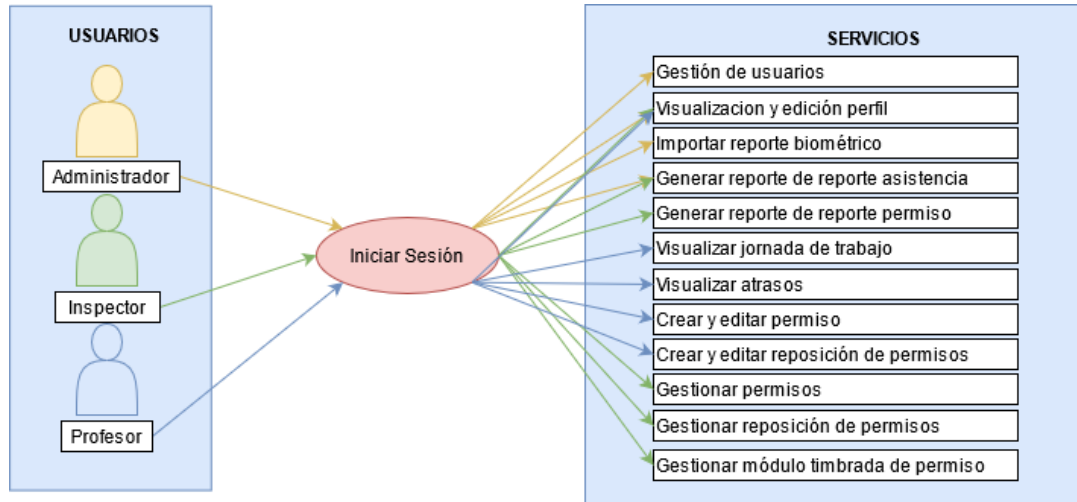 USUARIOS
Administrador
Inspector
Profesor
Iniciar Sesión
SERVICIOS
Gestión de usuarios
Visualizacion y edición perfil
Importar reporte biométrico
Generar reporte de reporte asistencia
Generar reporte de reporte permiso
Visualizar jornada de trabajo
Visualizar atrasos
Crear y editar permiso
Crear y editar reposición de permisos
Gestionar permisos
Gestionar reposición de permisos
Gestionar módulo timbrada de permiso